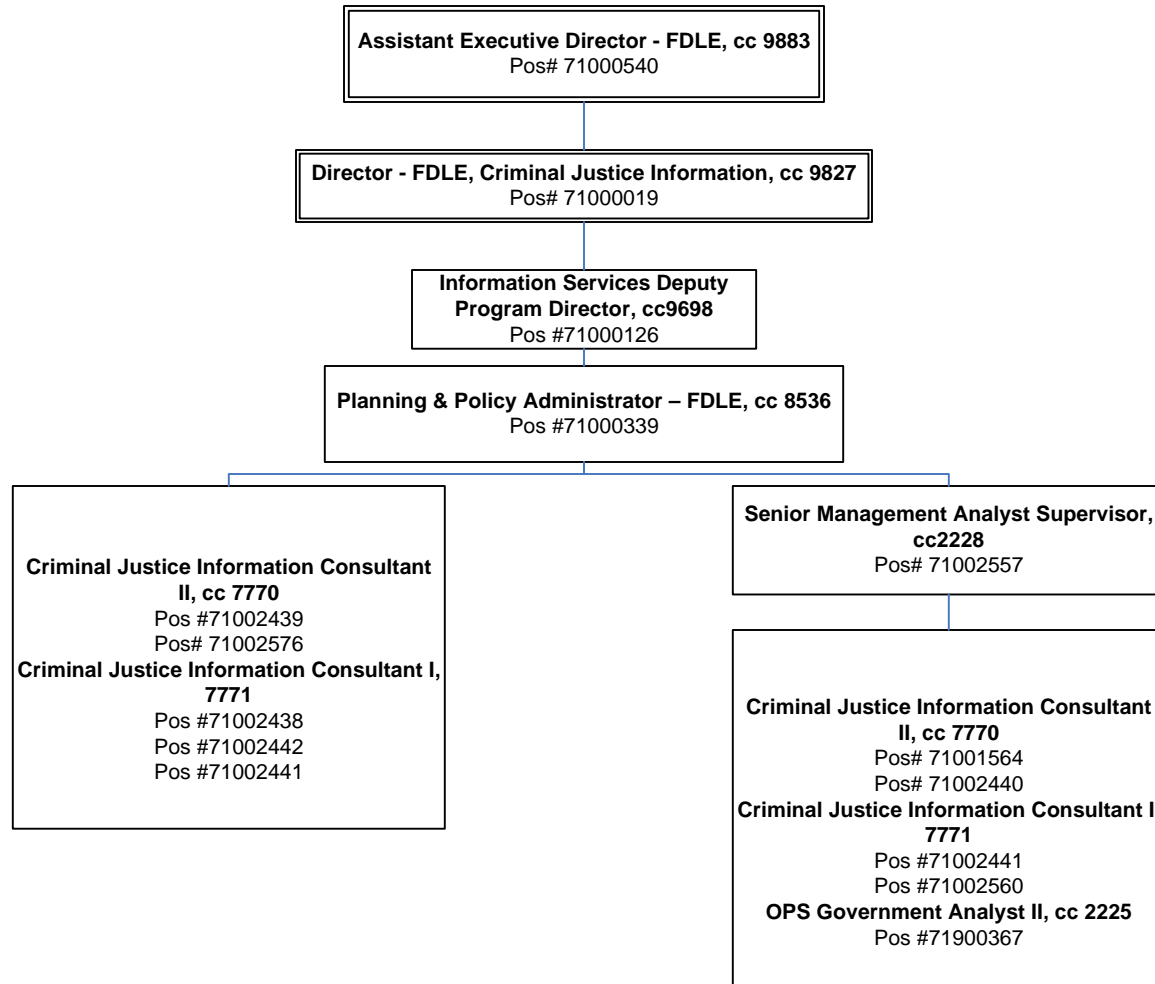 Assistant Executive Director - FDLE, cc 9883
Pos# 71000540
Director - FDLE, Criminal Justice Information, cc 9827
Pos# 71000019
Information Services Deputy
Program Director, cc9698
Pos #71000126
Planning & Policy Administrator – FDLE, cc 8536
Pos #71000339
Criminal Justice Information Consultant
II, cc 7770
Pos #71002439
Pos# 71002576
Criminal Justice Information Consultant I,
7771
Pos #71002438
Pos #71002442
Pos #71002441
Senior Management Analyst Supervisor,
cc2228
Pos# 71002557
Criminal Justice Information Consultant
II, cc 7770
Pos# 71001564
Pos #71002440
Criminal Justice Information Consultant I
7771
Pos #71002441
Pos #71002560
OPS Government Analyst II, cc 2225
Pos #71900367